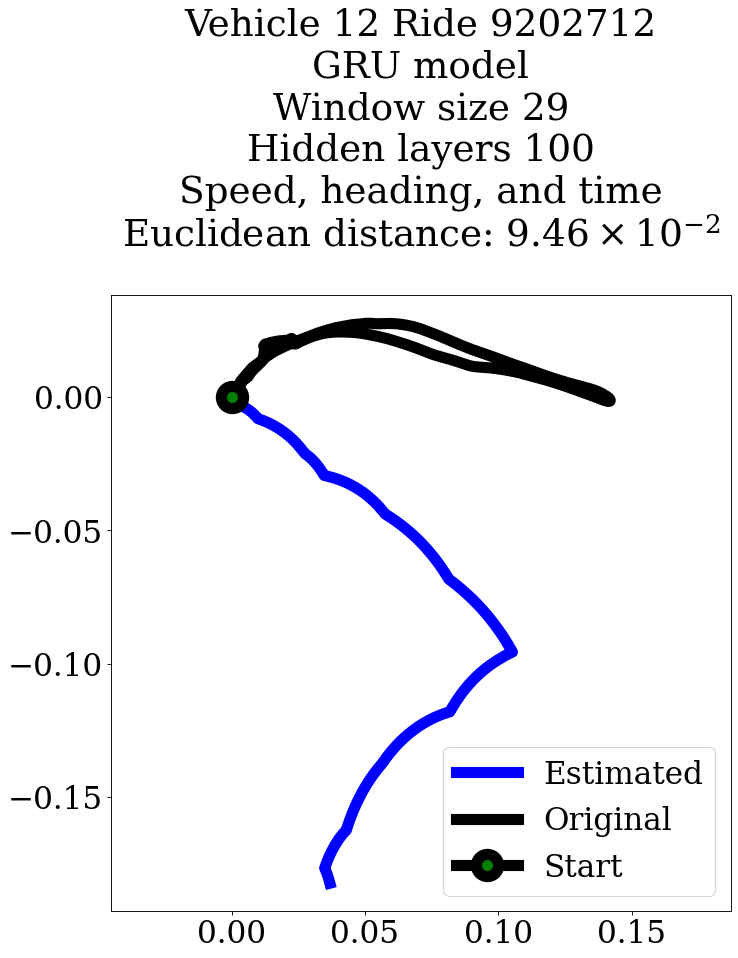 Vehicle 12 Ride 9202712
GRU model
Window size 29
Hidden layers 100
Speed, heading, and time
Euclidean distance: 9.46 × 10⁻²
0.00
−0.05
−0.10
−0.15
Estimated
Original
Start
0.00 0.05 0.10 0.15